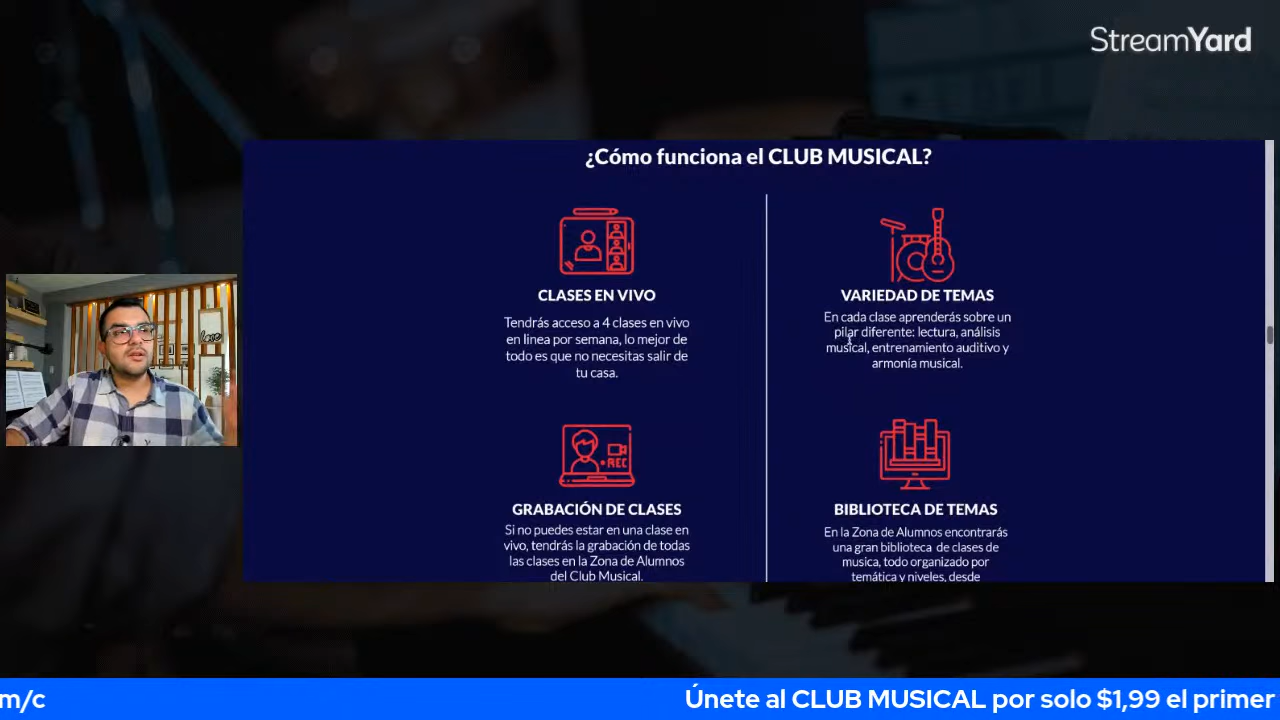 StreamYard
¿Cómo funciona el CLUB MUSICAL?
CLASES EN VIVO
Tendrás acceso a 4 clases en vivo
en linea por semana, lo mejor de
todo es que no necesitas salir de
tu casa.
VARIEDAD DE TEMAS
En cada clase aprenderás sobre un
pilar diferente: lectura, análisis
musical, entrenamiento auditivo y
armonía musical.
REC
GRABACIÓN DE CLASES
Si no puedes estar en una clase en
vivo, tendrás la grabación de todas
las clases en la Zona de Alumnos
del Club Musical.
BIBLIOTECA DE TEMAS
En la Zona de Alumnos encontrarás
una gran biblioteca de clases de
musica, todo organizado por
temática y niveles, desde
love
m/c
Únete al CLUB MUSICAL por solo $1,99 el primer